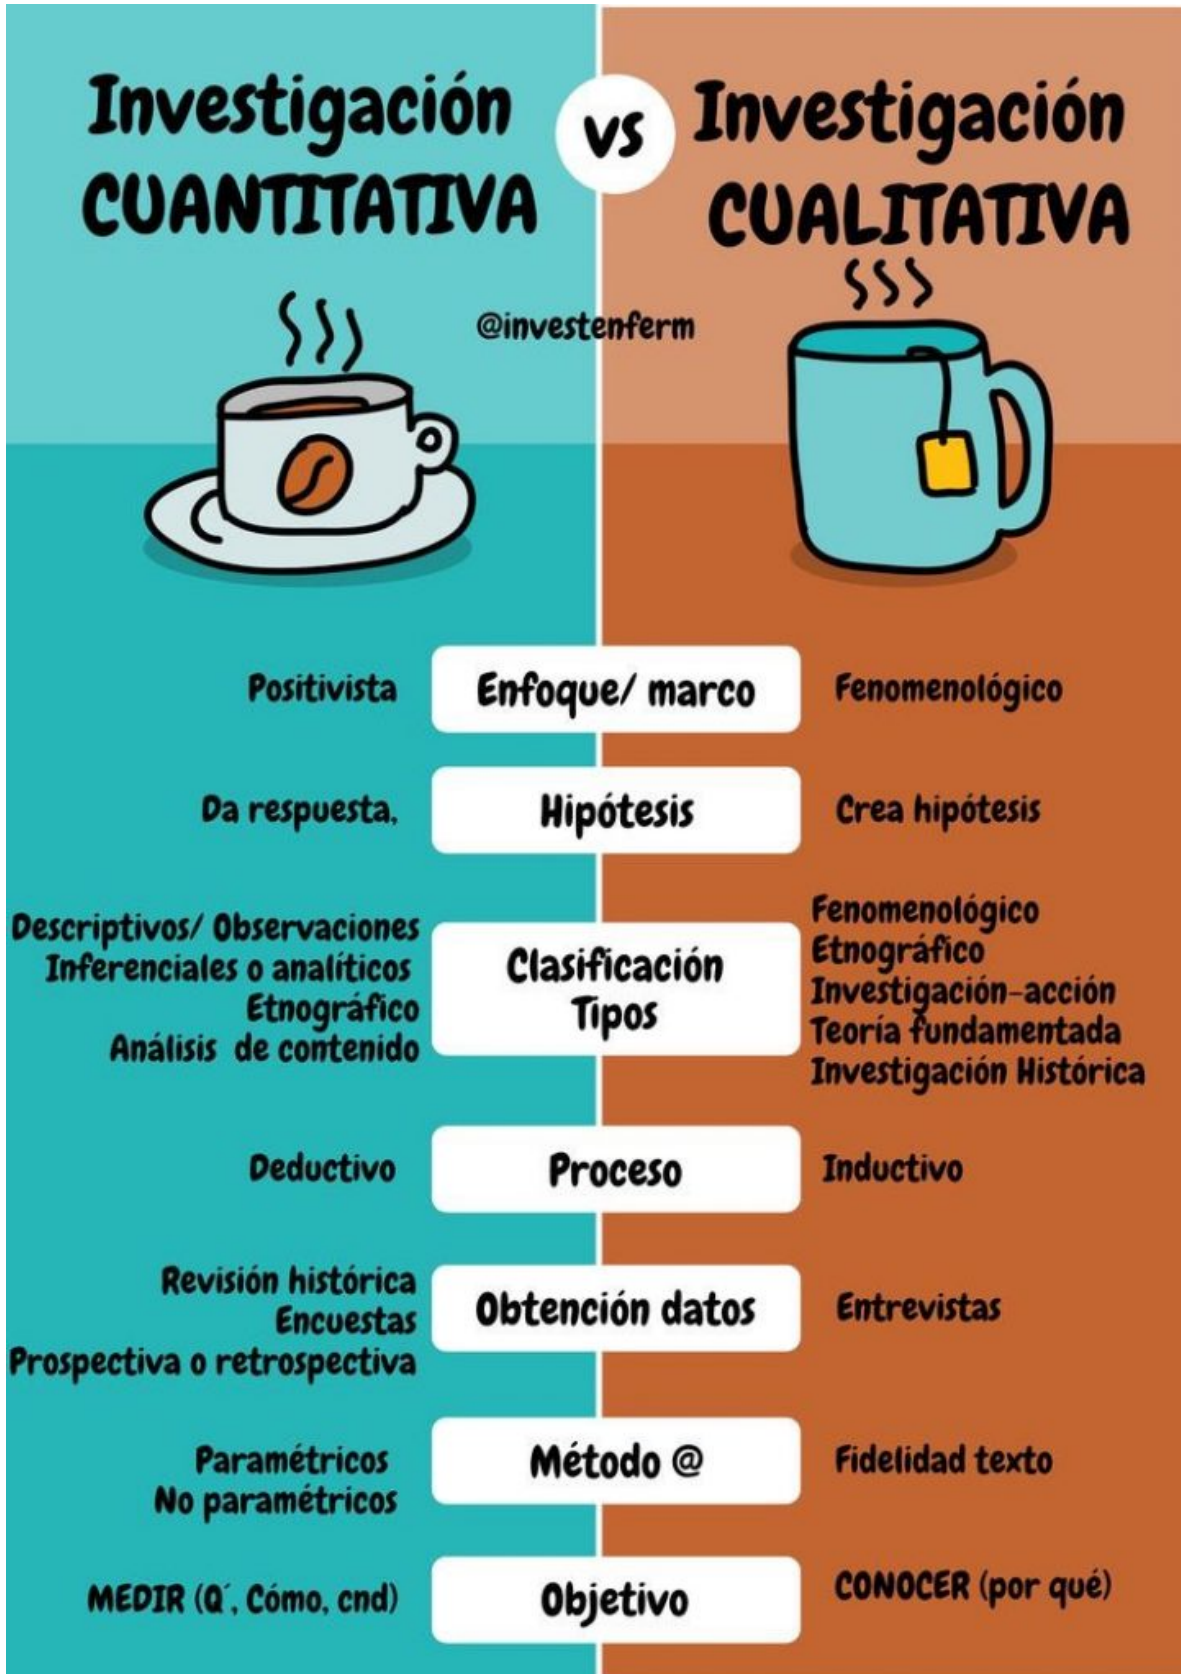 Investigación
CUANTITATIVA
vs
Investigación
CUALITATIVA
@investenferm
Positivista
Enfoque/ marco
Fenomenológico
Da respuesta,
Hipótesis
Crea hipótesis
Descriptivos/ Observaciones
Inferenciales o analíticos
Etnográfico
Análisis de contenido
Clasificación
Tipos
Fenomenológico
Etnográfico
Investigación-acción
Teoría fundamentada
Investigación Histórica
Deductivo
Proceso
Inductivo
Revisión histórica
Encuestas
Prospectiva o retrospectiva
Obtención datos
Entrevistas
Paramétricos
No paramétricos
Método @
Fidelidad texto
MEDIR (Q´, Cómo, cnd)
Objetivo
CONOCER (por qué)